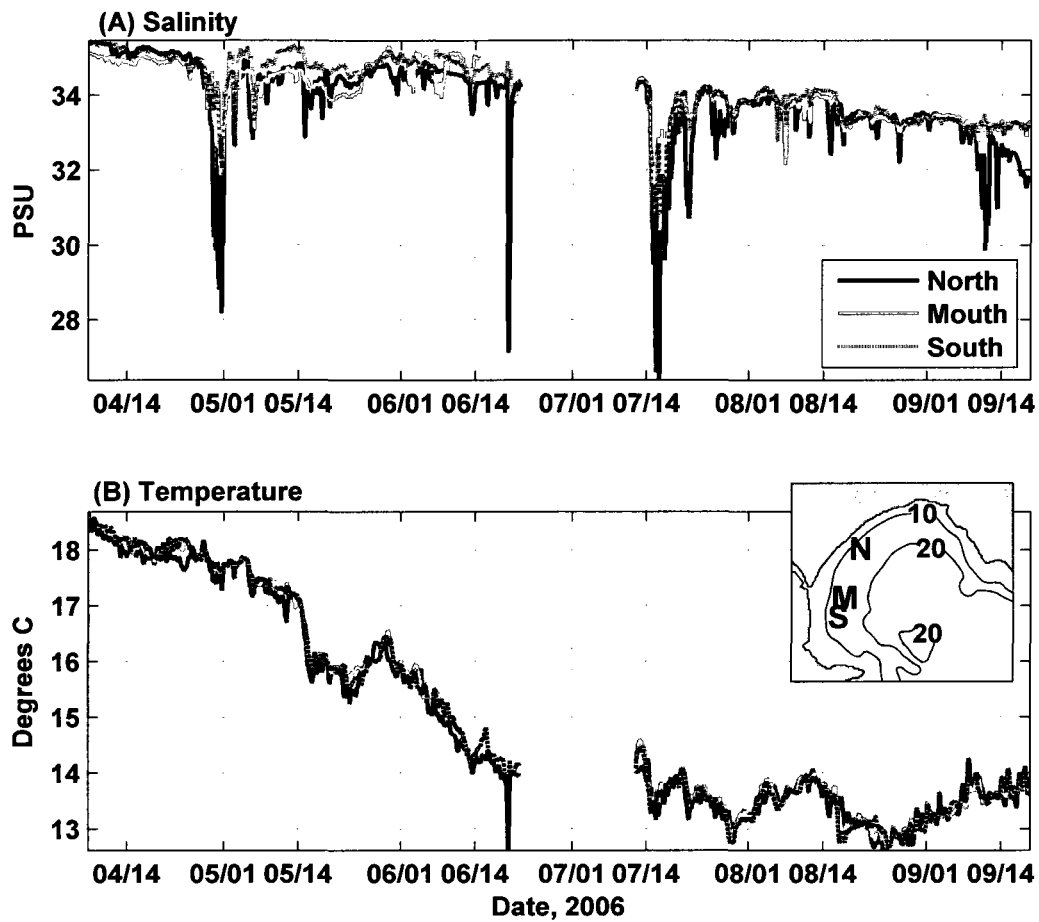 (A) Salinity
PSU
34
32
30
28
North
Mouth
South
04/14 05/01 05/14 06/01 06/14 07/01 07/14 08/01 08/14 09/01 09/14
(B) Temperature
Degrees C
18
17
16
15
14
13
10
N
20
M
S
20
04/14 05/01 05/14 06/01 06/14 07/01 07/14 08/01 08/14 09/01 09/14
Date, 2006